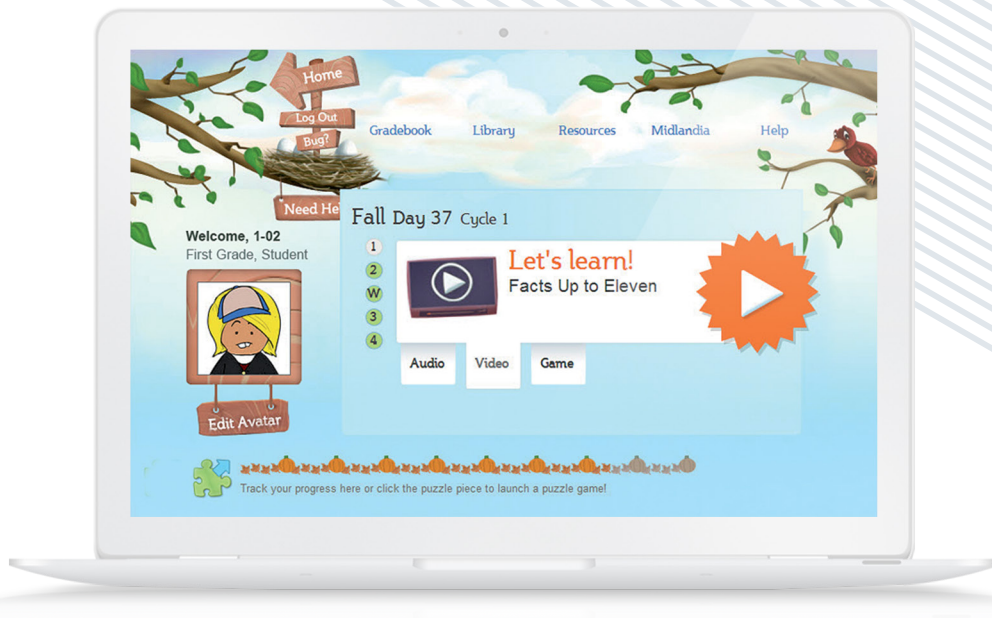 Home
Log Out
Bug?
Need He
Gradebook Library Resources Midlandia Help
Welcome, 1-02
First Grade, Student
Edit Avatar
Fall Day 37 Cycle 1
1
2
W
3
4
Let's learn!
Facts Up to Eleven
Audio Video Game
Track your progress here or click the puzzle piece to launch a puzzle game!